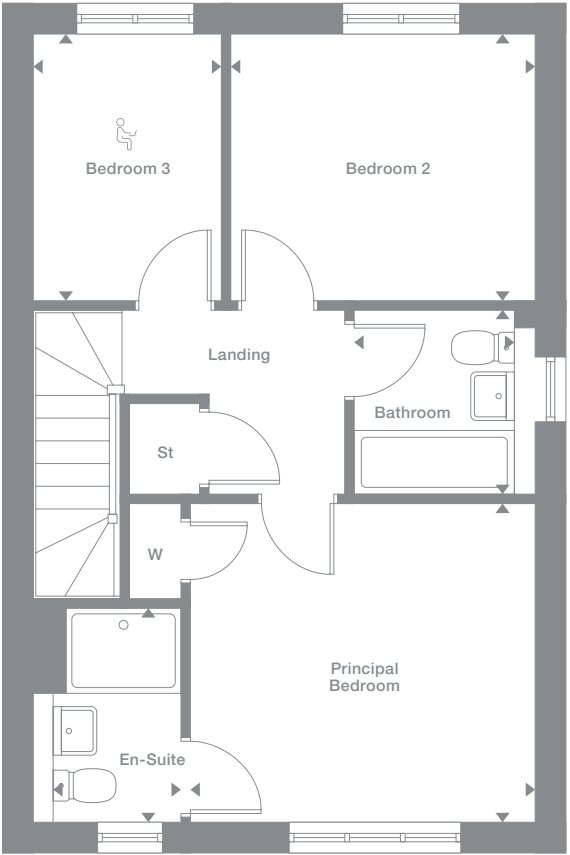 Bedroom 3
Bedroom 2
Landing
Bathroom
St
W
Principal
Bedroom
En-Suite